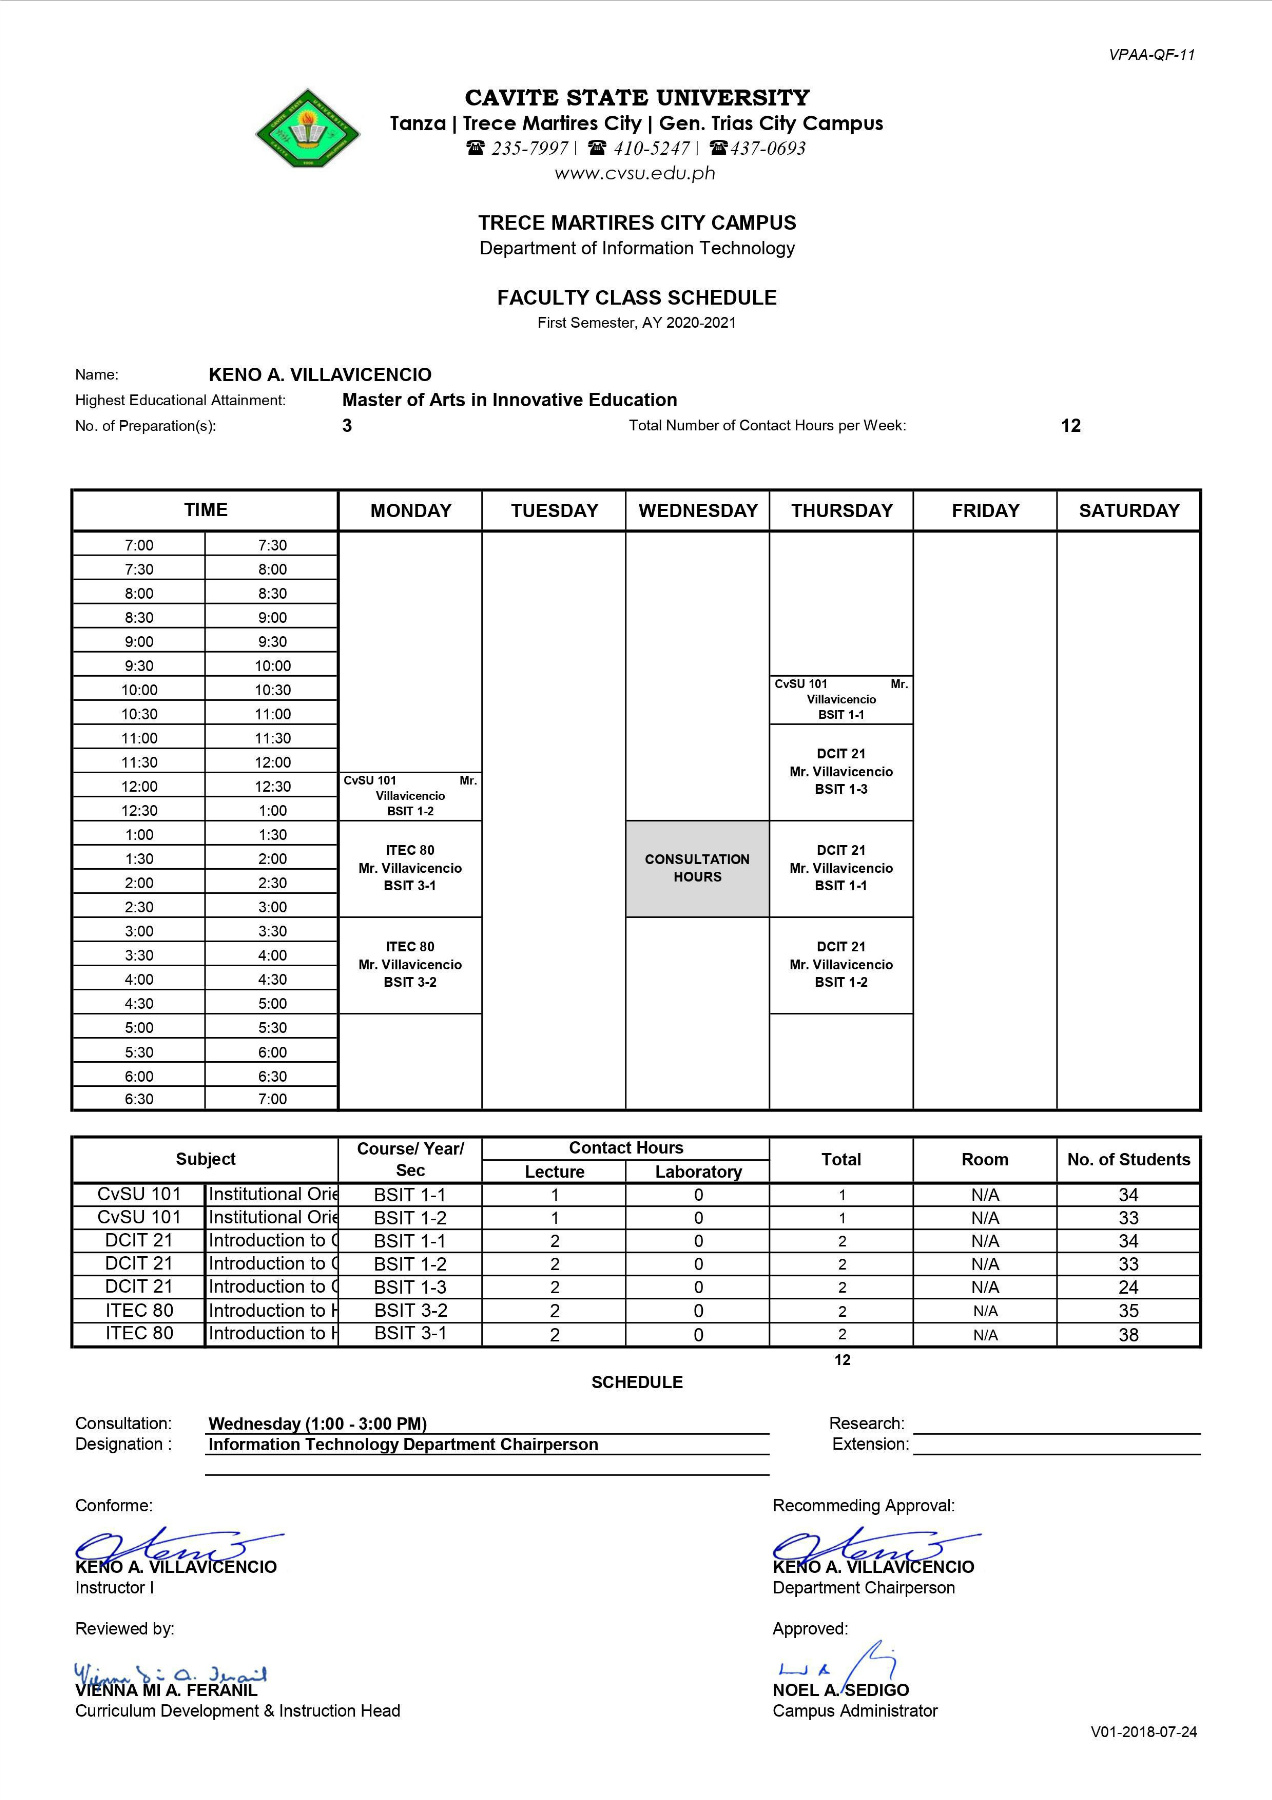 VPAA-QF-11
CAVITE STATE UNIVERSITY
Tanza | Trece Martires City | Gen. Trias City Campus
☎ 235-7997 | ☎ 410-5247 | ☎437-0693
www.cvsu.edu.ph
TRECE MARTIRES CITY CAMPUS
Department of Information Technology
FACULTY CLASS SCHEDULE
First Semester, AY 2020-2021
Name: KENO A. VILLAVICENCIO
Highest Educational Attainment: Master of Arts in Innovative Education
No. of Preparation(s): 3 Total Number of Contact Hours per Week: 12
TIME MONDAY TUESDAY WEDNESDAY THURSDAY FRIDAY SATURDAY
7:00 7:30
7:30 8:00
8:00 8:30
8:30 9:00
9:00 9:30
9:30 10:00
10:00 10:30
10:30 11:00
11:00 11:30
11:30 12:00
12:00 12:30
12:30 1:00
1:00 1:30
1:30 2:00
2:00 2:30
2:30 3:00
3:00 3:30
3:30 4:00
4:00 4:30
4:30 5:00
5:00 5:30
5:30 6:00
6:00 6:30
6:30 7:00
CvSU 101 Mr.
Villavicencio
BSIT 1-2
ITEC 80
Mr. Villavicencio
BSIT 3-1
ITEC 80
Mr. Villavicencio
BSIT 3-2
CONSULTATION
HOURS
CvSU 101 Mr.
Villavicencio
BSIT 1-1
DCIT 21
Mr. Villavicencio
BSIT 1-3
DCIT 21
Mr. Villavicencio
BSIT 1-1
DCIT 21
Mr. Villavicencio
BSIT 1-2
Subject Course/ Year/ Sec Contact Hours Total Room No. of Students
Lecture Laboratory
CvSU 101 Institutional Orie BSIT 1-1 1 0 1 N/A 34
CvSU 101 Institutional Orie BSIT 1-2 1 0 1 N/A 33
DCIT 21 Introduction to C BSIT 1-1 2 0 2 N/A 34
DCIT 21 Introduction to C BSIT 1-2 2 0 2 N/A 33
DCIT 21 Introduction to C BSIT 1-3 2 0 2 N/A 24
ITEC 80 Introduction to H BSIT 3-2 2 0 2 N/A 35
ITEC 80 Introduction to H BSIT 3-1 2 0 2 N/A 38
12
SCHEDULE
Consultation: Wednesday (1:00 - 3:00 PM) Research:
Designation : Information Technology Department Chairperson Extension:
Conforme: Recommeding Approval:
KENO A. VILLAVICENCIO KENO A. VILLAVICENCIO
Instructor I Department Chairperson
Reviewed by: Approved:
VIENNA MI A. FERANIL NOEL A. SEDIGO
Curriculum Development & Instruction Head Campus Administrator
V01-2018-07-24